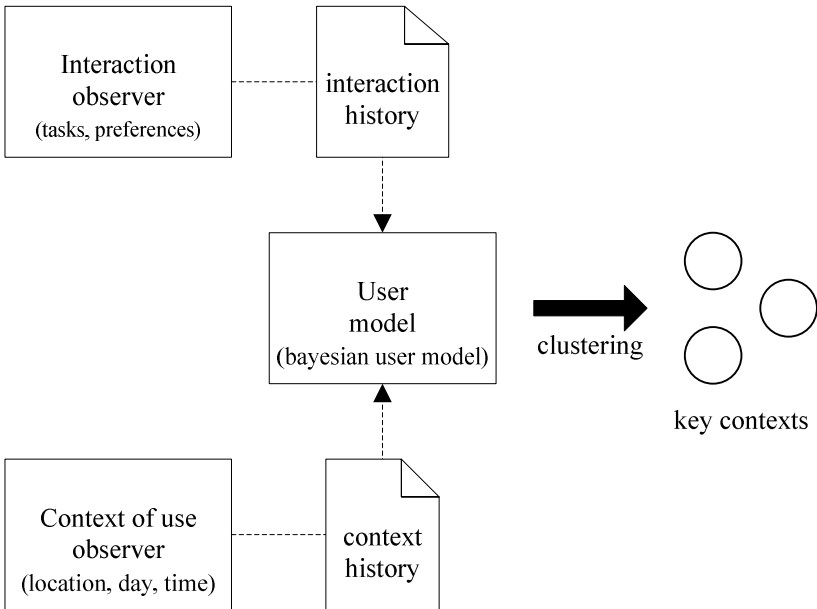 Interaction
observer
(tasks, preferences)
interaction
history
User
model
(bayesian user model)
clustering
key contexts
Context of use
observer
(location, day, time)
context
history